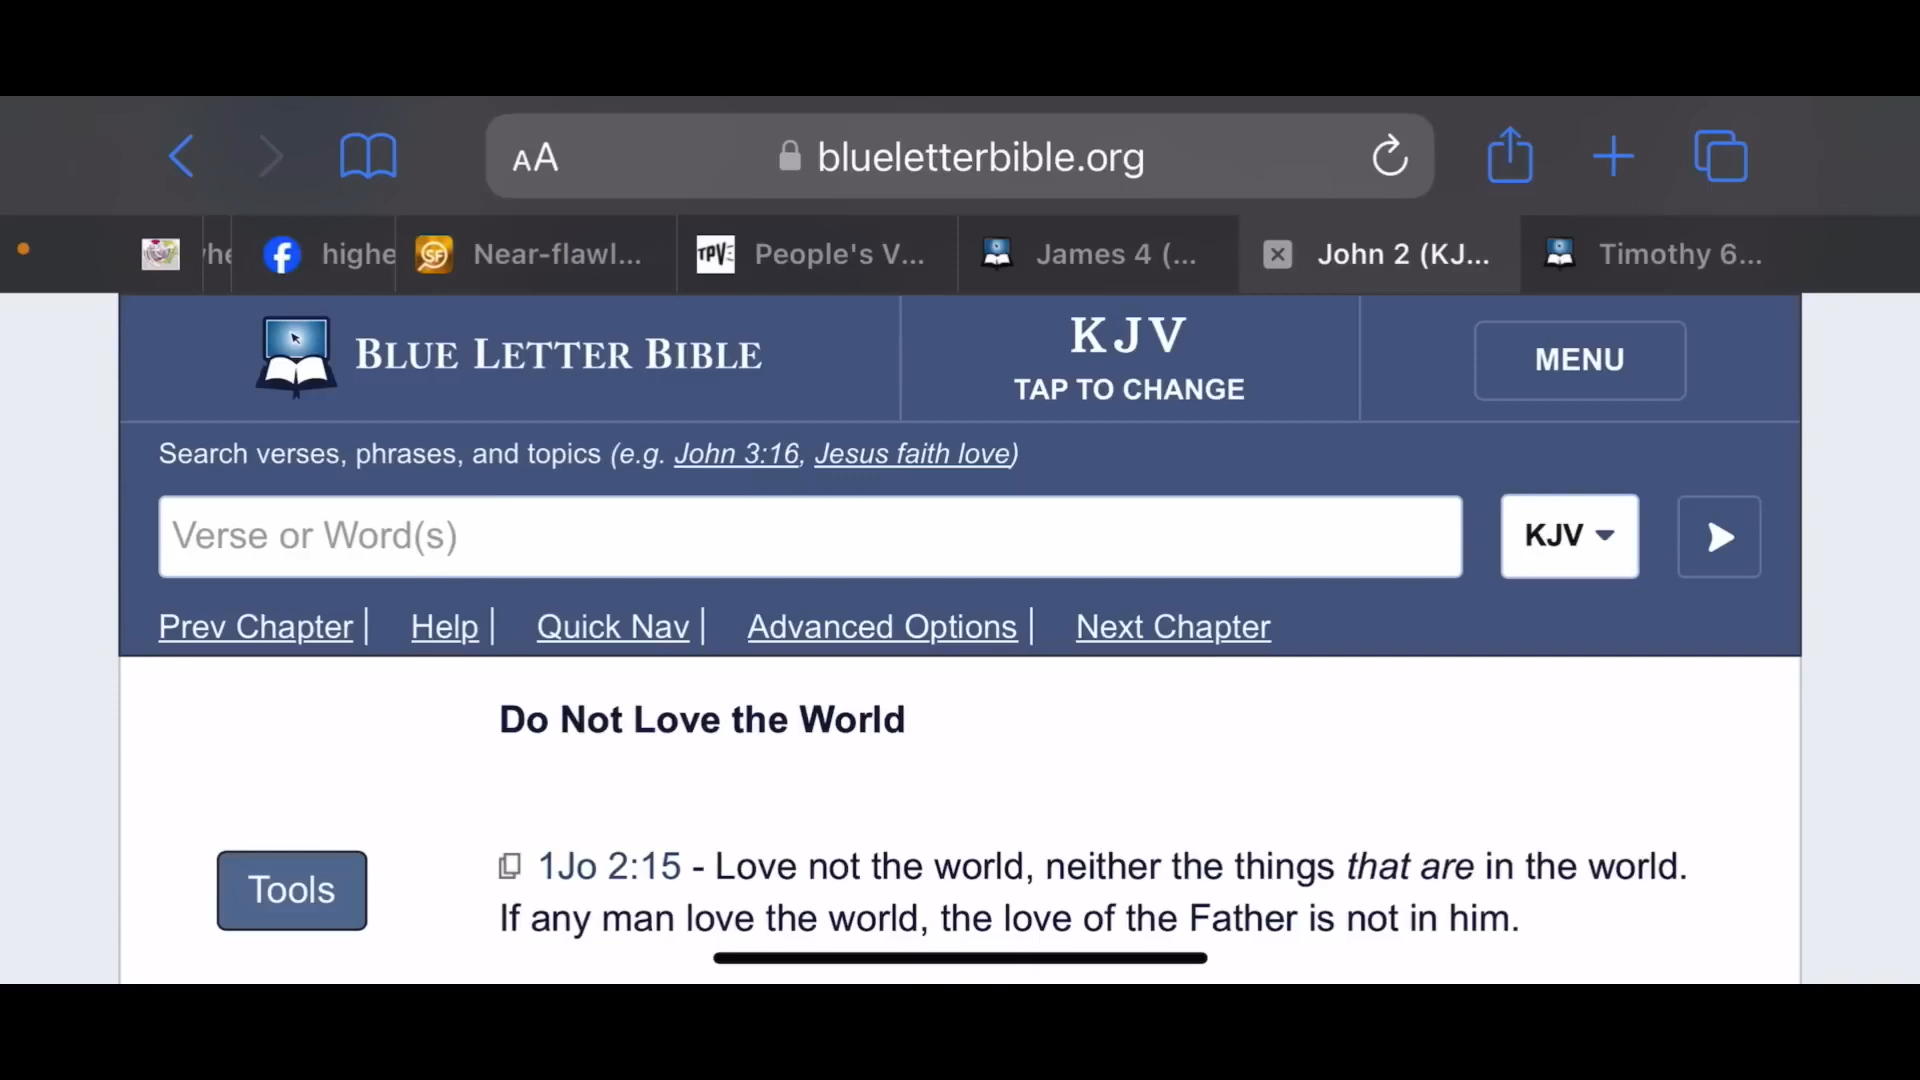 AA blueletterbible.org
highe Near-flawl... People's V... James 4 (... John 2 (KJ... Timothy 6...
SF TPV
BLUE LETTER BIBLE
KJV
TAP TO CHANGE
MENU
Search verses, phrases, and topics (e.g. John 3:16, Jesus faith love)
Verse or Word(s)
KJV
Prev Chapter | Help | Quick Nav | Advanced Options | Next Chapter
Do Not Love the World
Tools
1Jo 2:15 - Love not the world, neither the things that are in the world.
If any man love the world, the love of the Father is not in him.